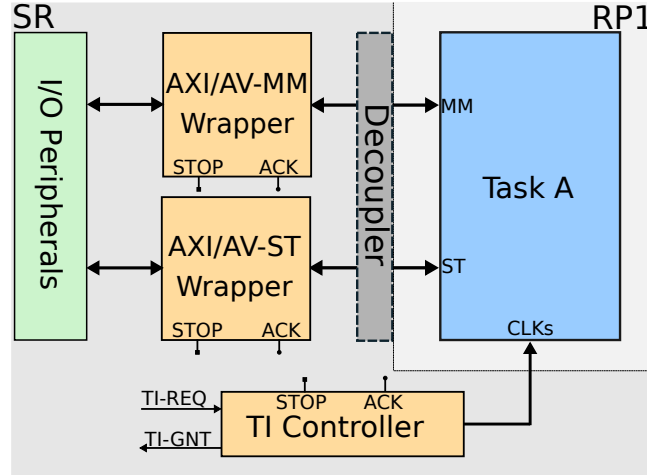 SR
RP1
I/O Peripherals
AXI/AV-MM
Wrapper
STOP
ACK
AXI/AV-ST
Wrapper
STOP
ACK
Decoupler
MM
Task A
ST
CLKs
TI-REQ
TI-GNT
STOP
ACK
TI Controller